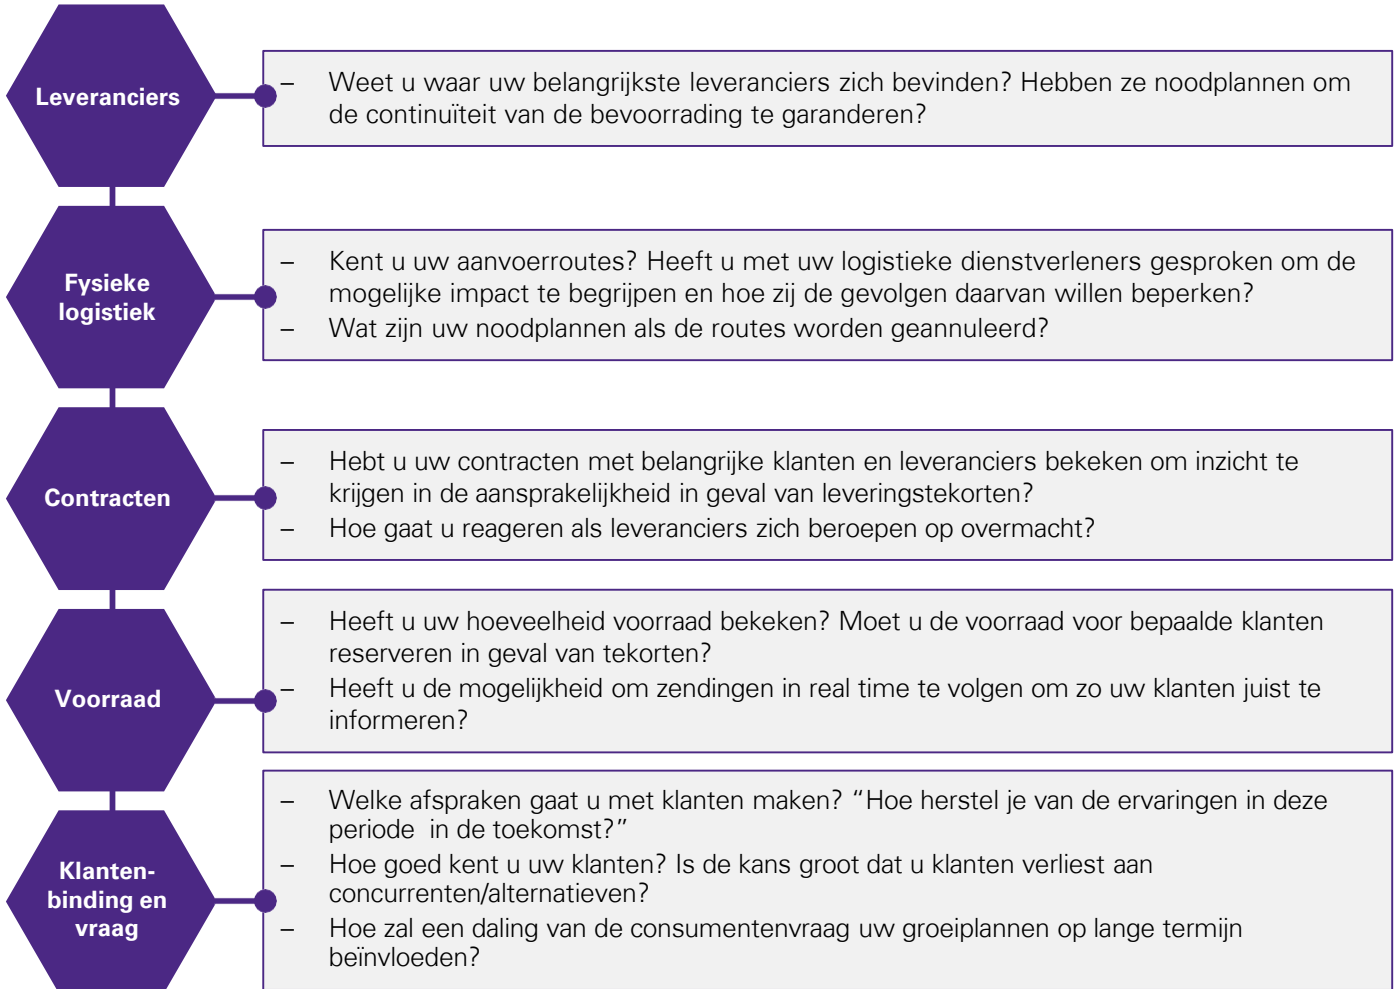 Leveranciers
– Weet u waar uw belangrijkste leveranciers zich bevinden? Hebben ze noodplannen om
de continuïteit van de bevoorrading te garanderen?
Fysieke
logistiek
– Kent u uw aanvoerroutes? Heeft u met uw logistieke dienstverleners gesproken om de
mogelijke impact te begrijpen en hoe zij de gevolgen daarvan willen beperken?
– Wat zijn uw noodplannen als de routes worden geannuleerd?
Contracten
– Hebt u uw contracten met belangrijke klanten en leveranciers bekeken om inzicht te
krijgen in de aansprakelijkheid in geval van leveringstekorten?
– Hoe gaat u reageren als leveranciers zich beroepen op overmacht?
Voorraad
– Heeft u uw hoeveelheid voorraad bekeken? Moet u de voorraad voor bepaalde klanten
reserveren in geval van tekorten?
– Heeft u de mogelijkheid om zendingen in real time te volgen om zo uw klanten juist te
informeren?
Klanten-
binding en
vraag
– Welke afspraken gaat u met klanten maken? “Hoe herstel je van de ervaringen in deze
periode in de toekomst?”
– Hoe goed kent u uw klanten? Is de kans groot dat u klanten verliest aan
concurrenten/alternatieven?
– Hoe zal een daling van de consumentenvraag uw groeiplannen op lange termijn
beïnvloeden?